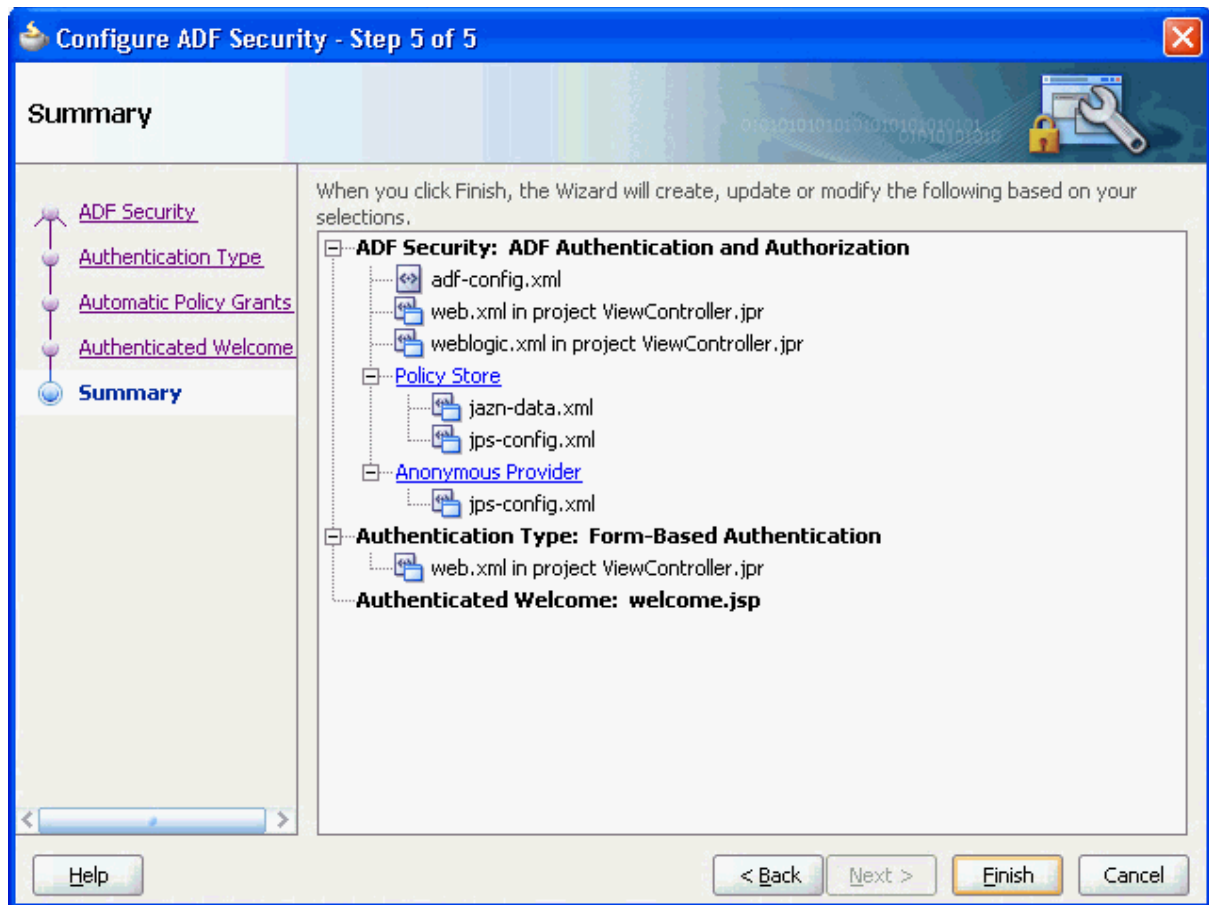 Configure ADF Security - Step 5 of 5
Summary
ADF Security
Authentication Type
Automatic Policy Grants
Authenticated Welcome
Summary
When you click Finish, the Wizard will create, update or modify the following based on your
selections.
ADF Security: ADF Authentication and Authorization
adf-config.xml
web.xml in project ViewController.jpr
weblogic.xml in project ViewController.jpr
Policy Store
jazn-data.xml
jps-config.xml
Anonymous Provider
jps-config.xml
Authentication Type: Form-Based Authentication
web.xml in project ViewController.jpr
Authenticated Welcome: welcome.jsp
Help
< Back
Next >
Finish
Cancel